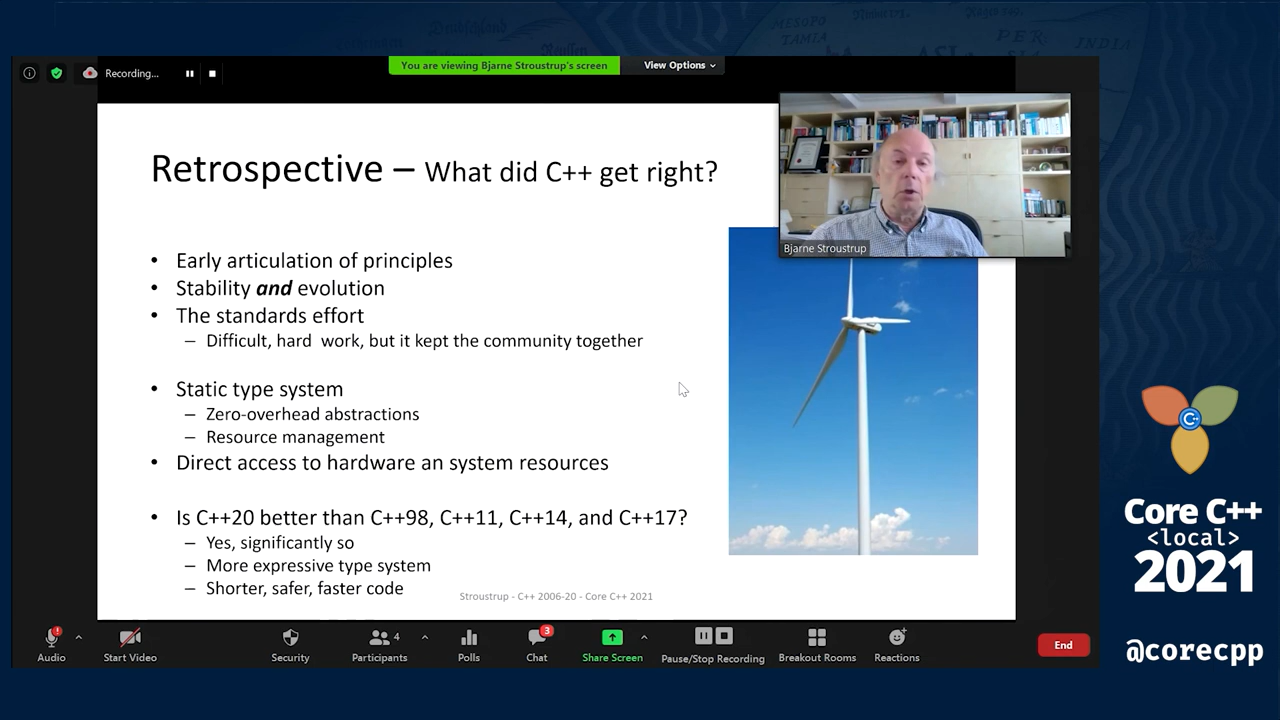 Deutschland
MESOPO
TAMIA
PER
INDIA
Recording...
You are viewing Bjarne Stroustrup's screen
View Options
Retrospective – What did C++ get right?
Bjarne Stroustrup
• Early articulation of principles
• Stability and evolution
• The standards effort
– Difficult, hard work, but it kept the community together
• Static type system
– Zero-overhead abstractions
– Resource management
• Direct access to hardware an system resources
• Is C++20 better than C++98, C++11, C++14, and C++17?
– Yes, significantly so
– More expressive type system
– Shorter, safer, faster code
Stroustrup - C++ 2006-20 - Core C++ 2021
C++
Core C++
<local>
2021
@corecpp
Audio
Start Video
Security
4
Participants
Polls
3
Chat
Share Screen
Pause/Stop Recording
Breakout Rooms
Reactions
End